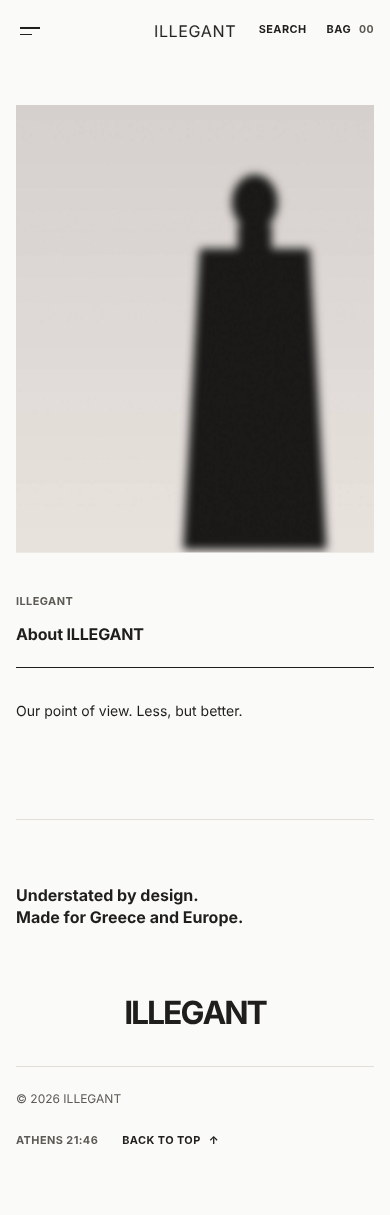 ILLEGANT SEARCH BAG 00
ILLEGANT
About ILLEGANT
Our point of view. Less, but better.
Understated by design.
Made for Greece and Europe.
ILLEGANT
© 2026 ILLEGANT
ATHENS 21:46 BACK TO TOP ↑